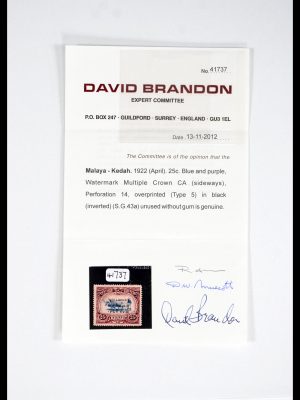 No. 41737
DAVID BRANDON
EXPERT COMMITTEE
P.O. BOX 247 · GUILDFORD · SURREY · ENGLAND · GU3 1EL
Date 13-11-2012
The Committee is of the opinion that the
Malaya - Kedah. 1922 (April). 25c. Blue and purple,
Watermark Multiple Crown CA (sideways),
Perforation 14, overprinted (Type 5) in black
(inverted) (S.G.43a) unused without gum is genuine.
41737
David Brandon